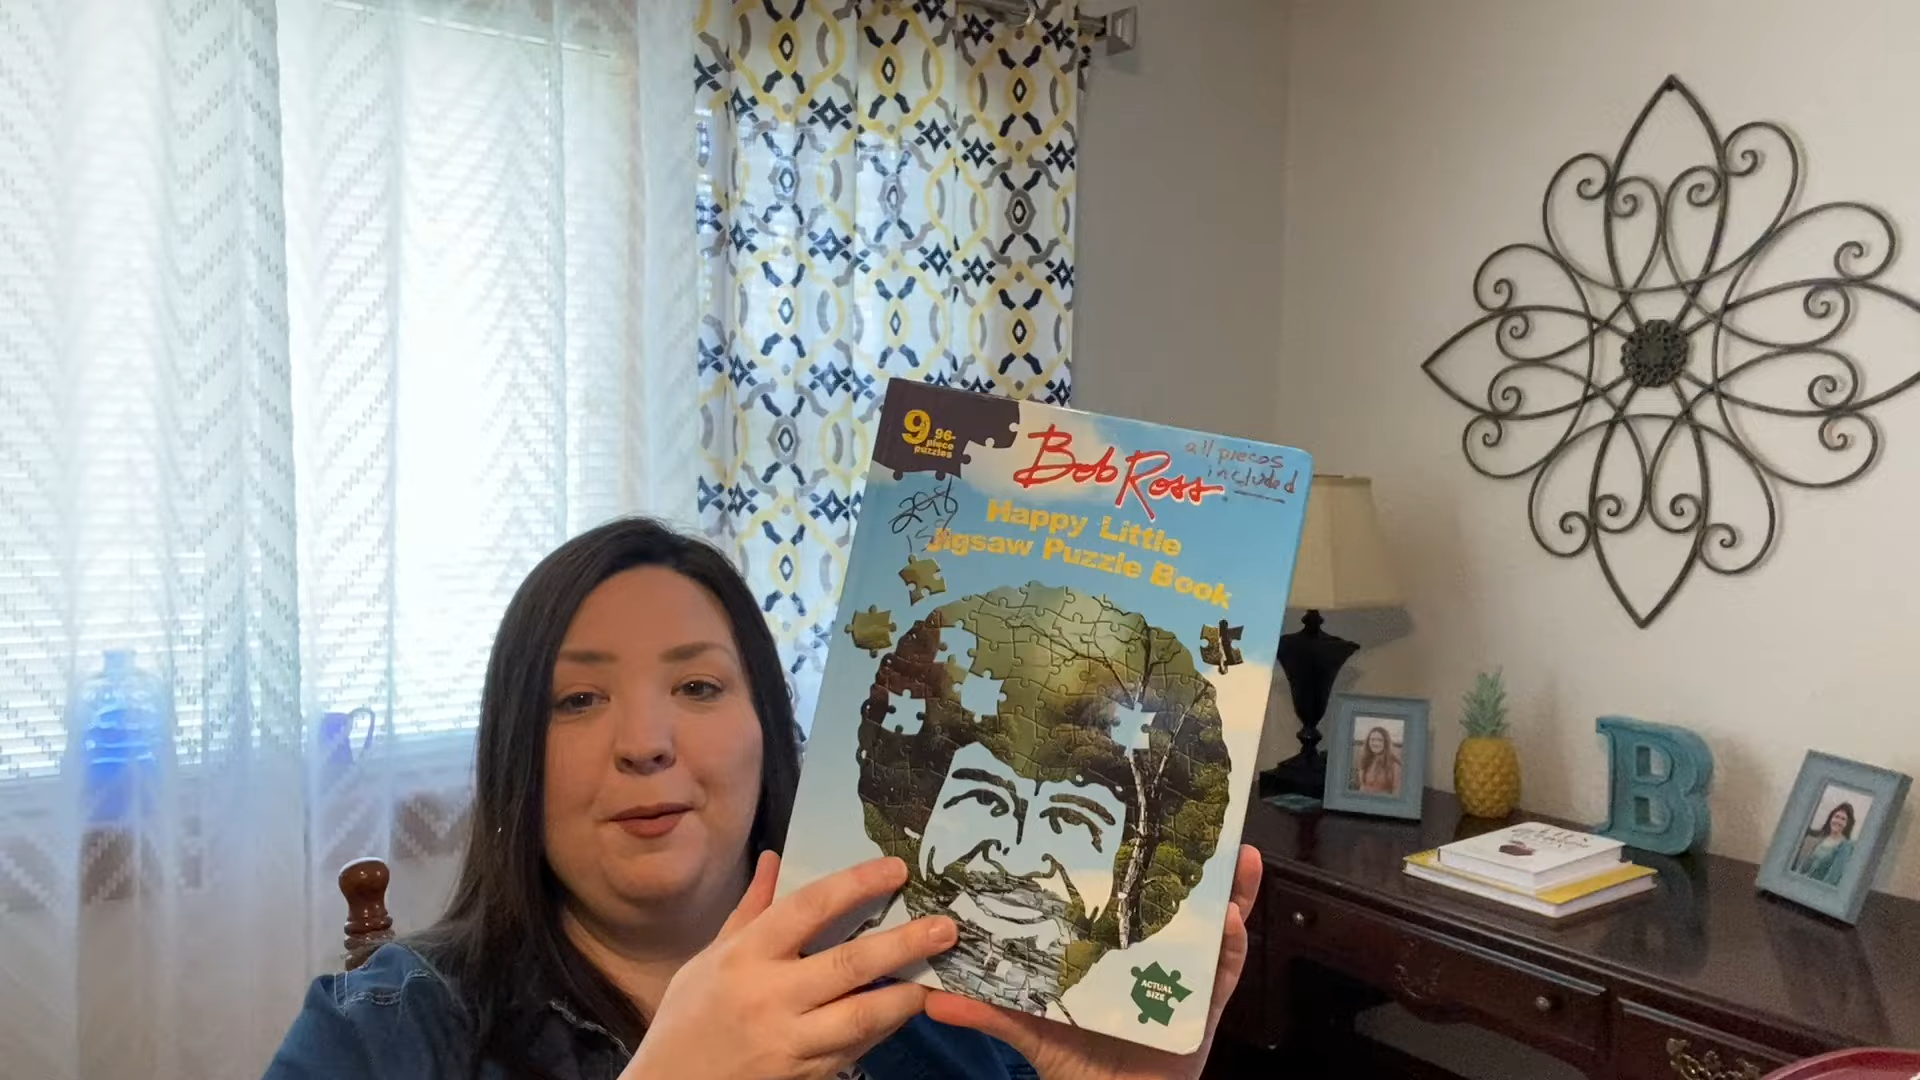 9 96-
piece
puzzles
Bob Ross
all pieces
included
Happy Little
Jigsaw Puzzle Book
ACTUAL
SIZE
B